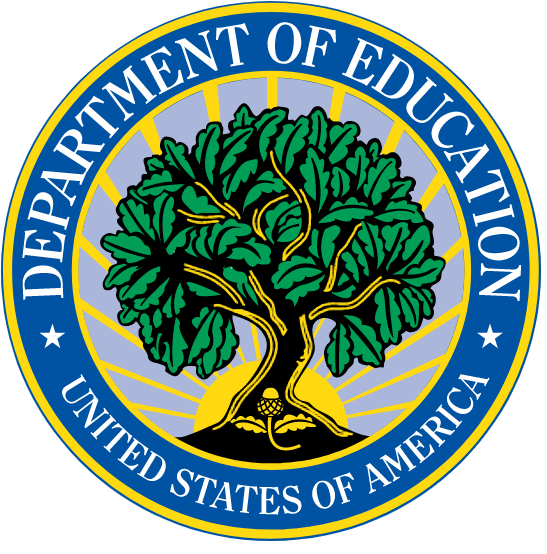 DEPARTMENT OF EDUCATION
UNITED STATES OF AMERICA